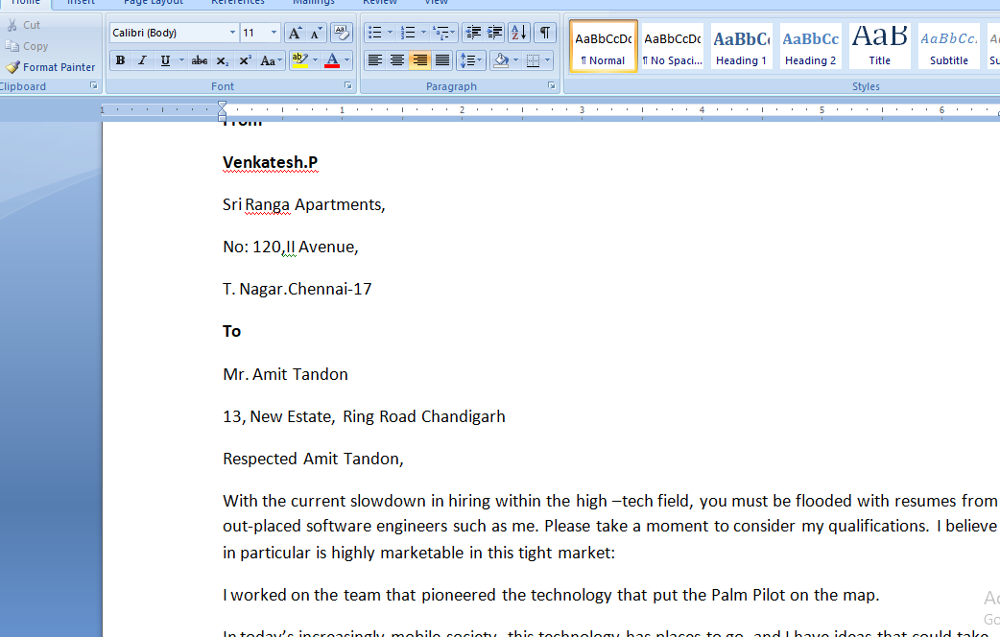 Home Insert Page Layout References Mailings Review View
Cut
Copy
Format Painter
Clipboard
Calibri (Body) 11 A A Aa
B I U abc X₂ X² Aa ab A
Font
Paragraph
AaBbCcDc AaBbCcDc AaBbC AaBbCc AaB AaBbCc.
¶ Normal ¶ No Spaci... Heading 1 Heading 2 Title Subtitle
Styles
1 1 2 3 4 5 6
From
Venkatesh.P
Sri Ranga Apartments,
No: 120,II Avenue,
T. Nagar.Chennai-17
To
Mr. Amit Tandon
13, New Estate, Ring Road Chandigarh
Respected Amit Tandon,
With the current slowdown in hiring within the high –tech field, you must be flooded with resumes from
out-placed software engineers such as me. Please take a moment to consider my qualifications. I believe
in particular is highly marketable in this tight market:
I worked on the team that pioneered the technology that put the Palm Pilot on the map.
In today's increasingly mobile society, this technology has places to go, and I have ideas that could take